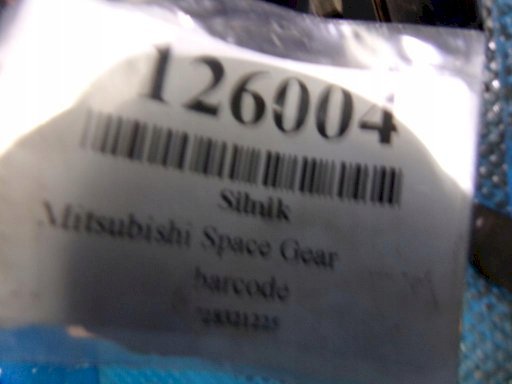 126004
Silnik
Mitsubishi Space Gear
barcode